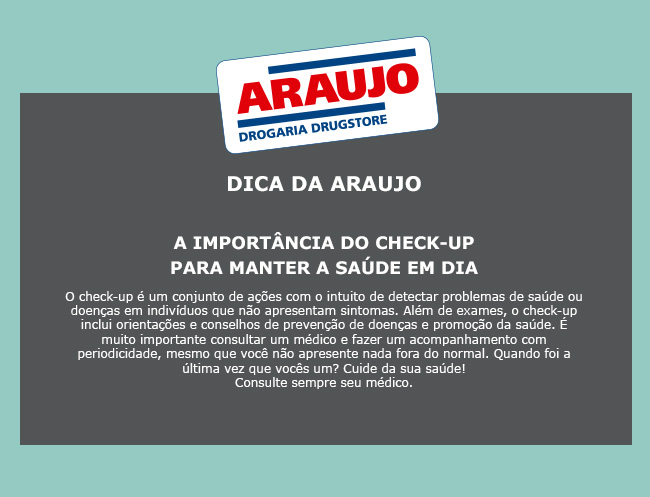 ARAUJO
DROGARIA DRUGSTORE
DICA DA ARAUJO
A IMPORTÂNCIA DO CHECK-UP
PARA MANTER A SAÚDE EM DIA
O check-up é um conjunto de ações com o intuito de detectar problemas de saúde ou
doenças em indivíduos que não apresentam sintomas. Além de exames, o check-up
inclui orientações e conselhos de prevenção de doenças e promoção da saúde. É
muito importante consultar um médico e fazer um acompanhamento com
periodicidade, mesmo que você não apresente nada fora do normal. Quando foi a
última vez que vocês um? Cuide da sua saúde!
Consulte sempre seu médico.